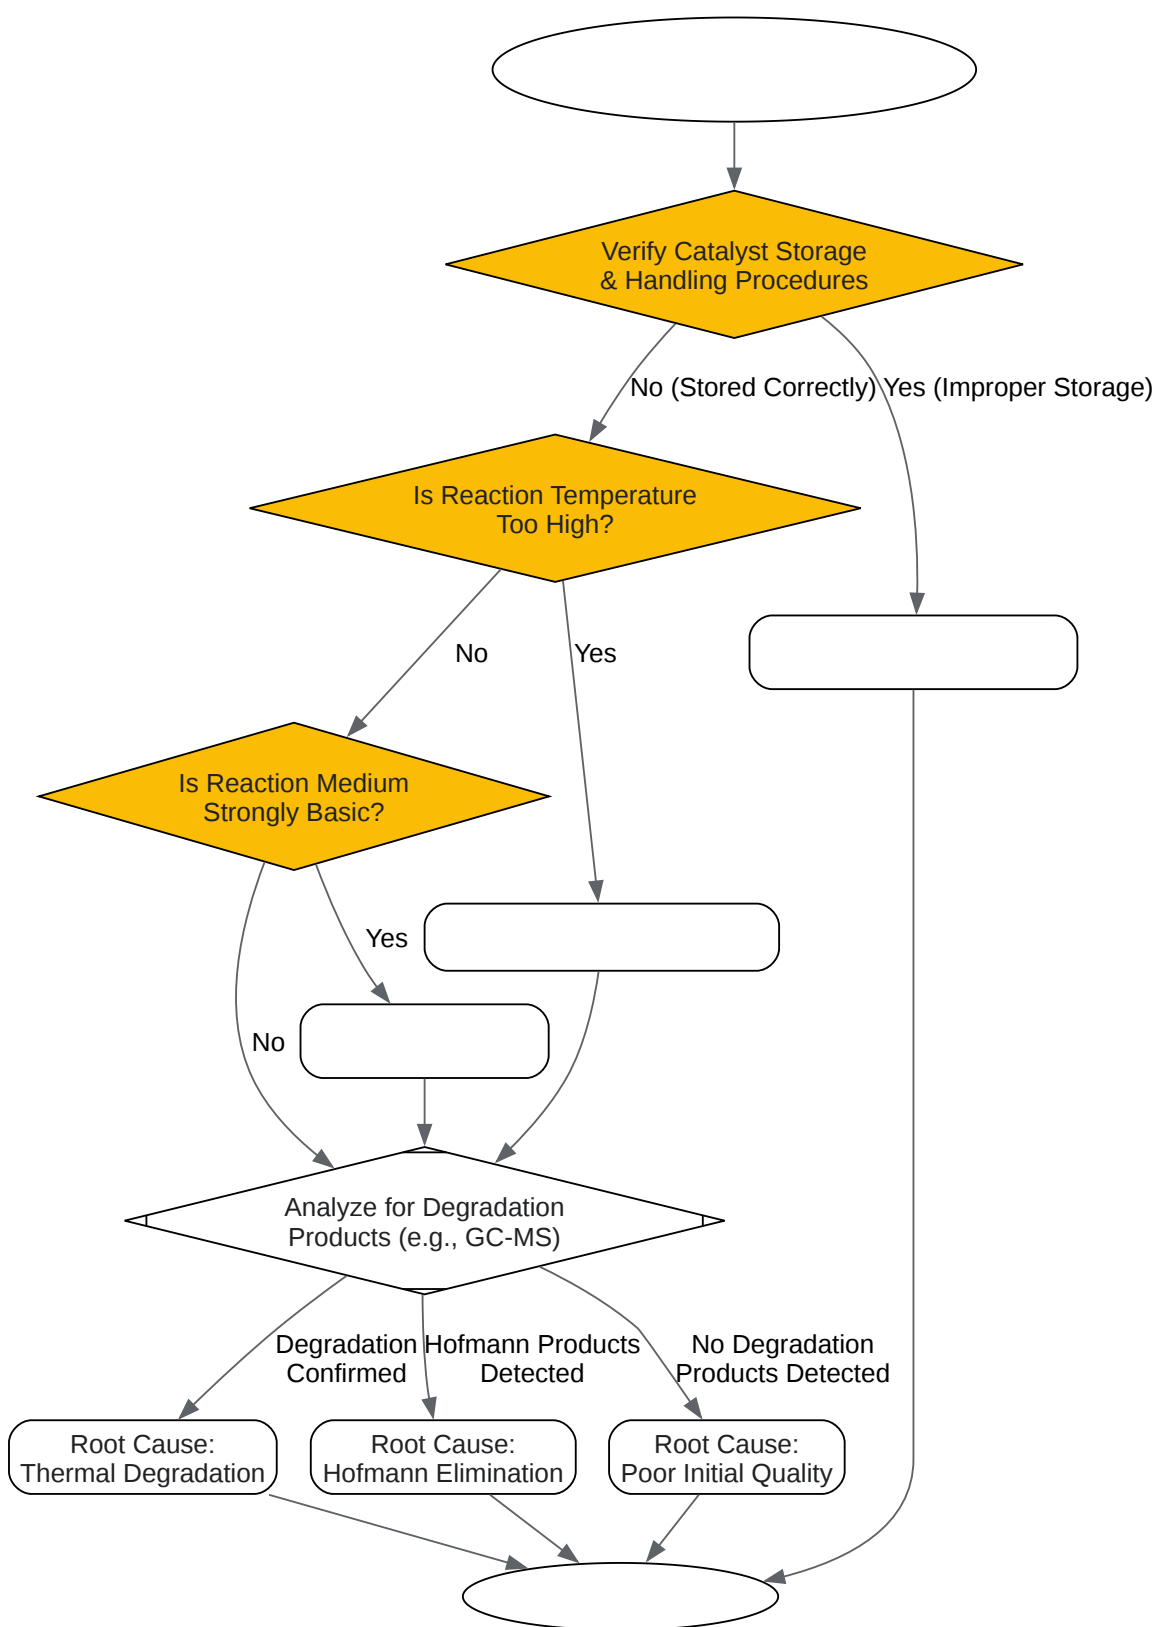 Verify Catalyst Storage
& Handling Procedures
No (Stored Correctly)
Yes (Improper Storage)
Is Reaction Temperature
Too High?
No
Yes
Is Reaction Medium
Strongly Basic?
Yes
No
Analyze for Degradation
Products (e.g., GC-MS)
Degradation
Confirmed
Hofmann Products
Detected
No Degradation
Products Detected
Root Cause:
Thermal Degradation
Root Cause:
Hofmann Elimination
Root Cause:
Poor Initial Quality